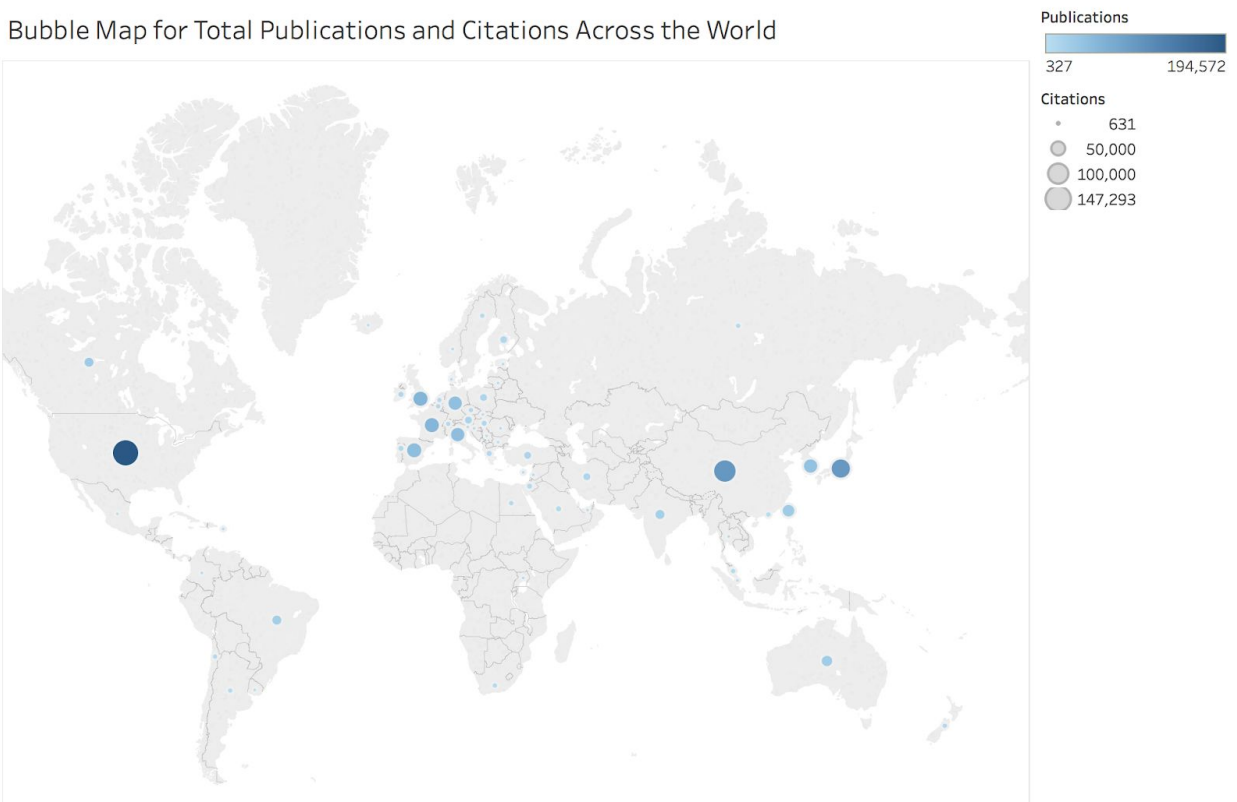 Bubble Map for Total Publications and Citations Across the World
Publications
327 194,572
Citations
631
50,000
100,000
147,293